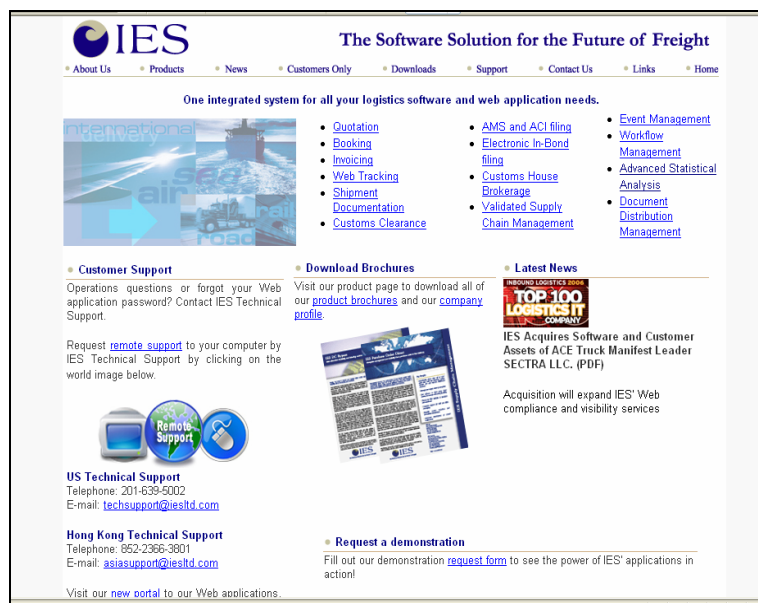 IES
The Software Solution for the Future of Freight
About Us Products News Customers Only Downloads Support Contact Us Links Home
One integrated system for all your logistics software and web application needs.
international
delivery
sea
air
rail
road
Quotation
Booking
Invoicing
Web Tracking
Shipment
Documentation
Customs Clearance
AMS and ACI filing
Electronic In-Bond
filing
Customs House
Brokerage
Validated Supply
Chain Management
Event Management
Workflow
Management
Advanced Statistical
Analysis
Document
Distribution
Management
Customer Support
Operations questions or forgot your Web
application password? Contact IES Technical
Support.
Request remote support to your computer by
IES Technical Support by clicking on the
world image below.
Remote
Support
US Technical Support
Telephone: 201-639-5002
E-mail: techsupport@iesltd.com
Hong Kong Technical Support
Telephone: 852-2366-3801
E-mail: asiasupport@iesltd.com
Visit our new portal to our Web applications.
Download Brochures
Visit our product page to download all of
our product brochures and our company
profile.
IES
IES
Latest News
INBOUND LOGISTICS 2006
TOP 100
LOGISTICS IT
COMPANY
IES Acquires Software and Customer
Assets of ACE Truck Manifest Leader
SECTRA LLC. (PDF)
Acquisition will expand IES' Web
compliance and visibility services
Request a demonstration
Fill out our demonstration request form to see the power of IES' applications in
action!